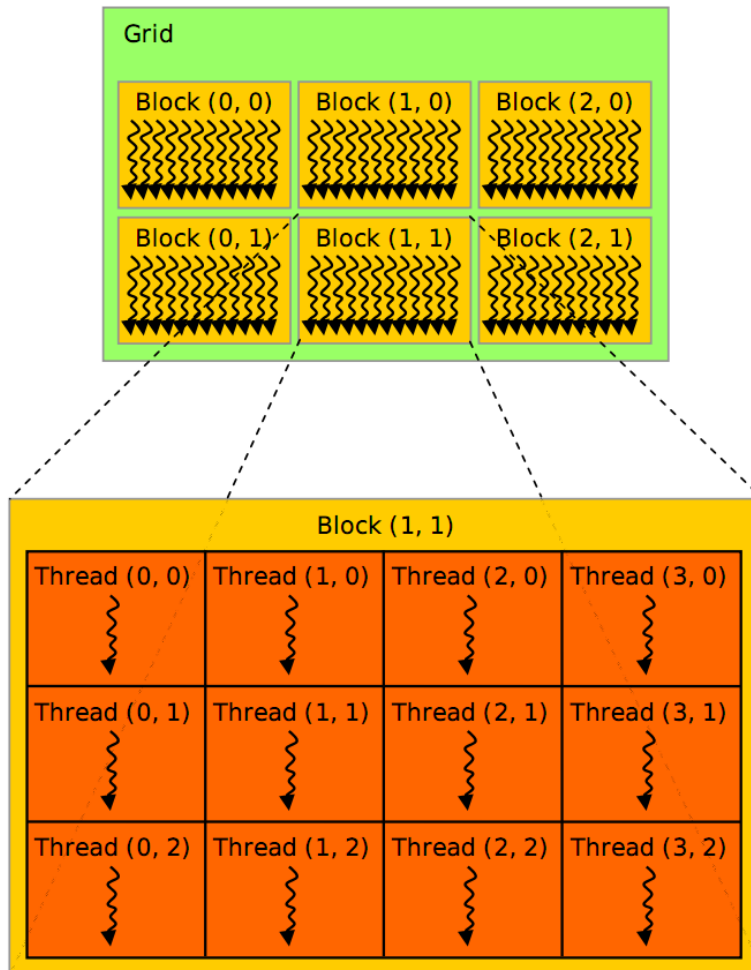 Grid
Block (0, 0) Block (1, 0) Block (2, 0)
Block (0, 1) Block (1, 1) Block (2, 1)
Block (1, 1)
Thread (0, 0) Thread (1, 0) Thread (2, 0) Thread (3, 0)
Thread (0, 1) Thread (1, 1) Thread (2, 1) Thread (3, 1)
Thread (0, 2) Thread (1, 2) Thread (2, 2) Thread (3, 2)